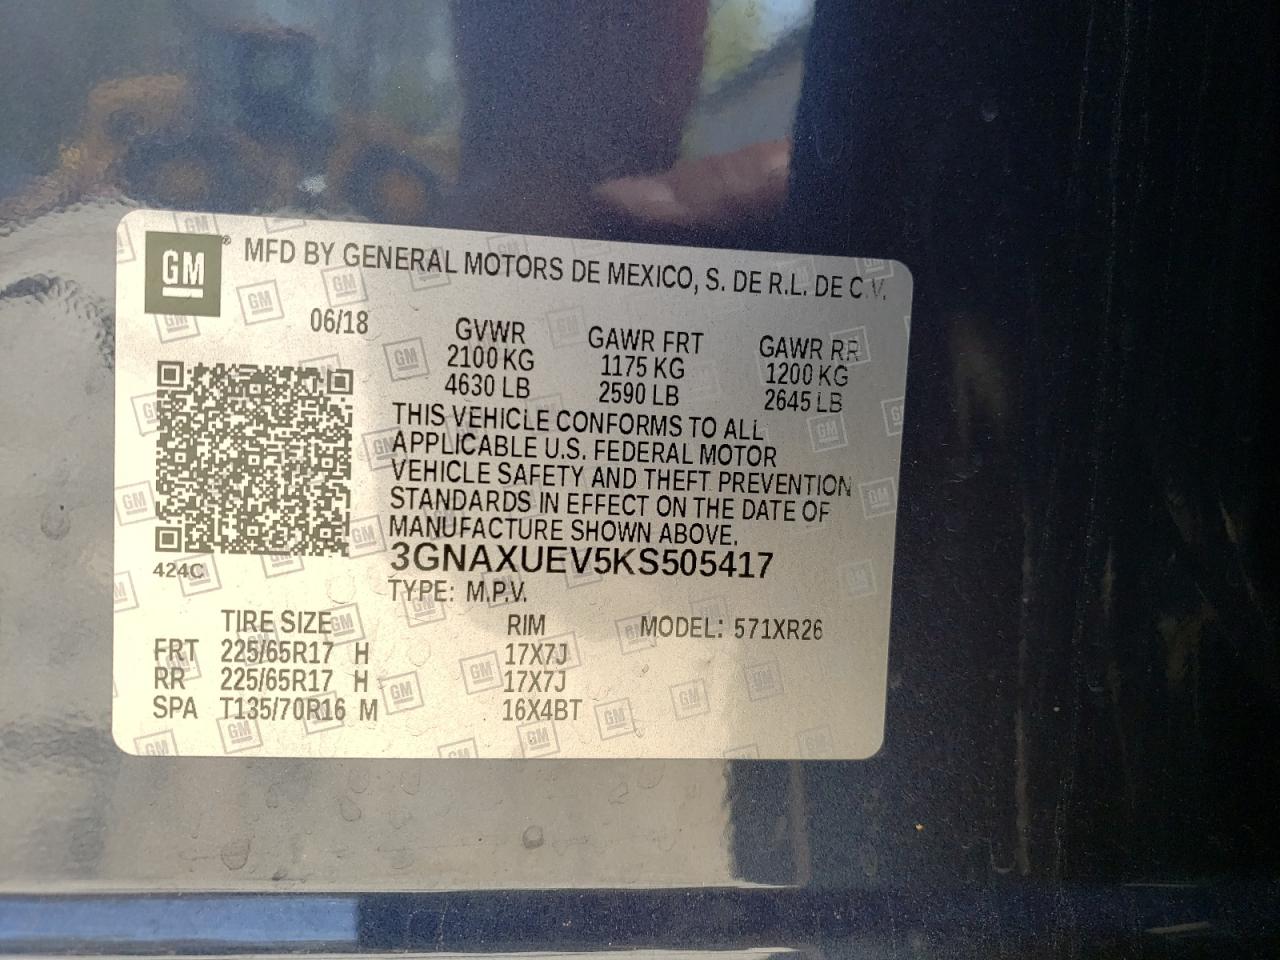 GM® MFD BY GENERAL MOTORS DE MEXICO, S. DE R.L. DE C.V.
06/18
GVWR GAWR FRT GAWR RR
2100 KG 1175 KG 1200 KG
4630 LB 2590 LB 2645 LB
THIS VEHICLE CONFORMS TO ALL
APPLICABLE U.S. FEDERAL MOTOR
VEHICLE SAFETY AND THEFT PREVENTION
STANDARDS IN EFFECT ON THE DATE OF
MANUFACTURE SHOWN ABOVE.
3GNAXUEV5KS505417
424C
TYPE: M.P.V.
TIRE SIZE RIM MODEL: 571XR26
FRT 225/65R17 H 17X7J
RR 225/65R17 H 17X7J
SPA T135/70R16 M 16X4BT